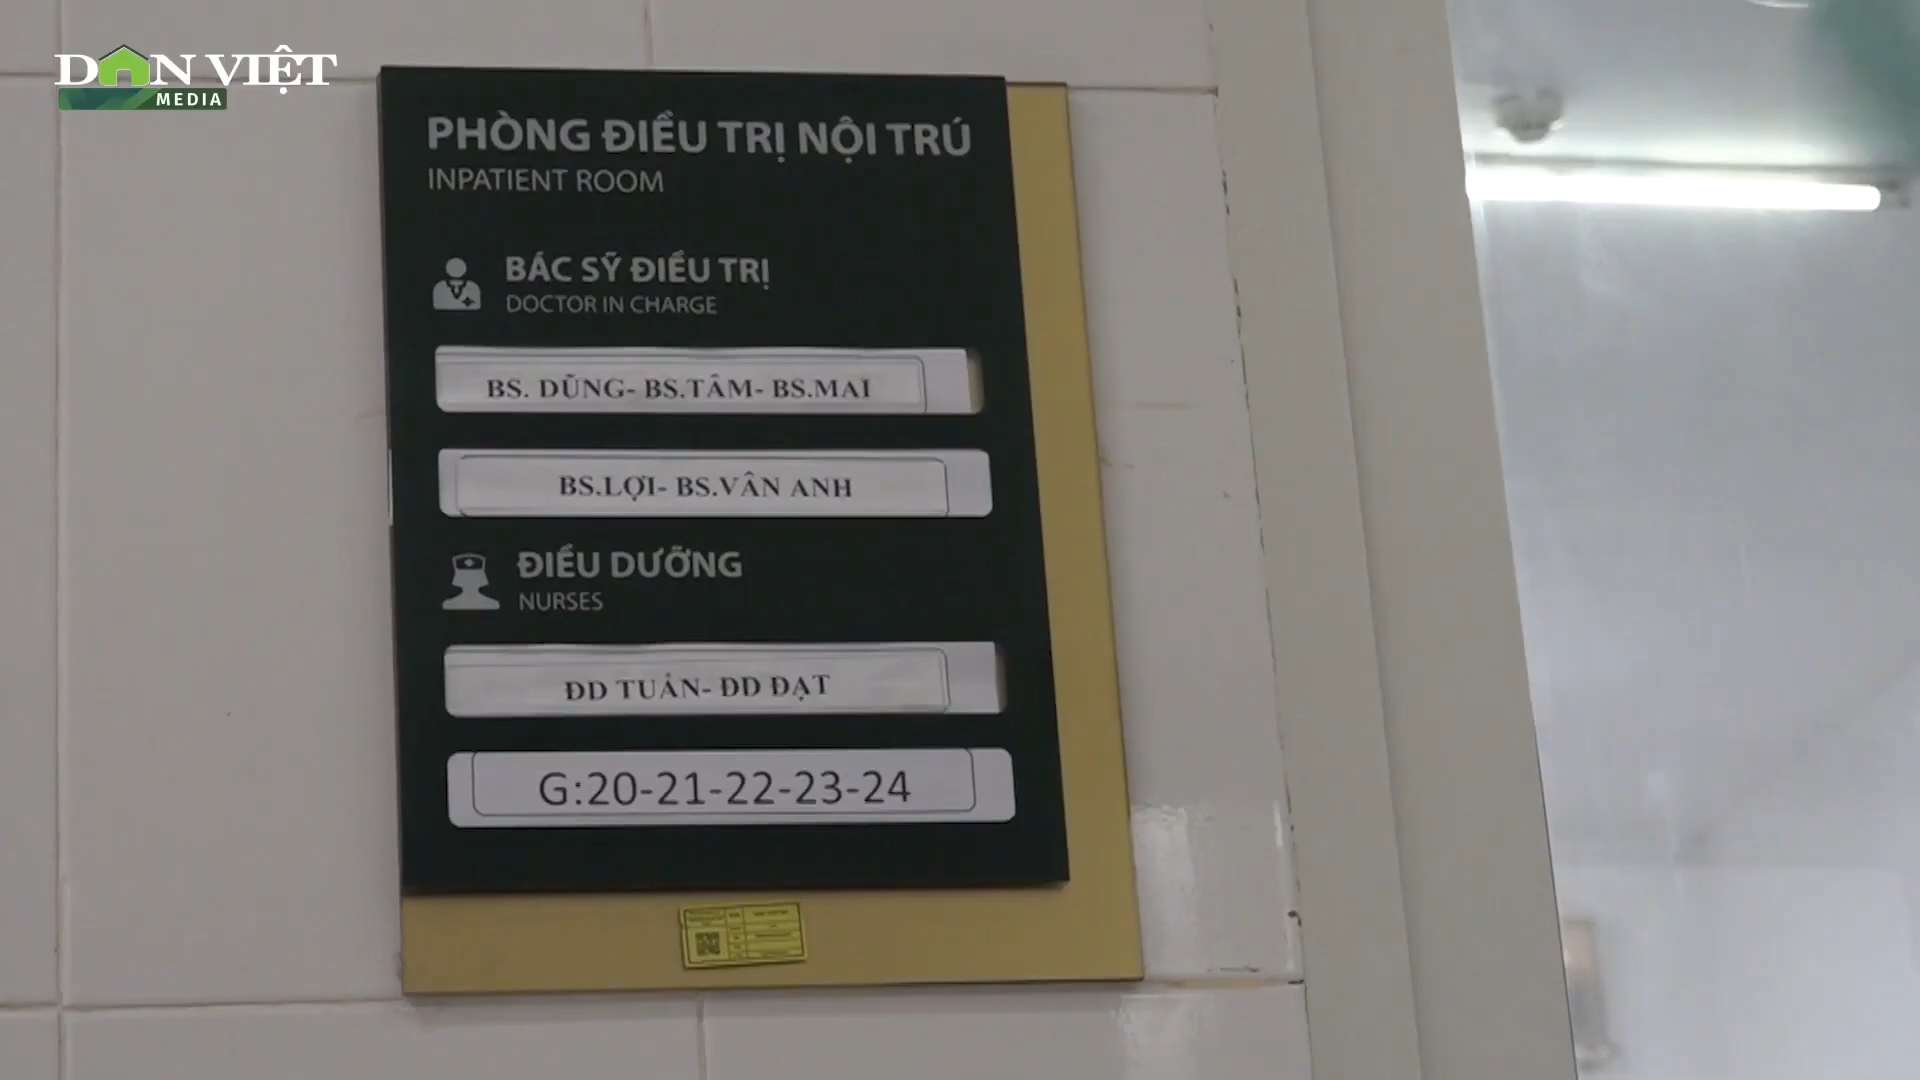 DÂN VIỆT
MEDIA
PHÒNG ĐIỀU TRỊ NỘI TRÚ
INPATIENT ROOM
BÁC SỸ ĐIỀU TRỊ
DOCTOR IN CHARGE
BS. DŨNG- BS.TÂM- BS.MAI
BS.LỢI- BS.VÂN ANH
ĐIỀU DƯỠNG
NURSES
ĐD TUẤN- ĐD ĐẠT
G:20-21-22-23-24